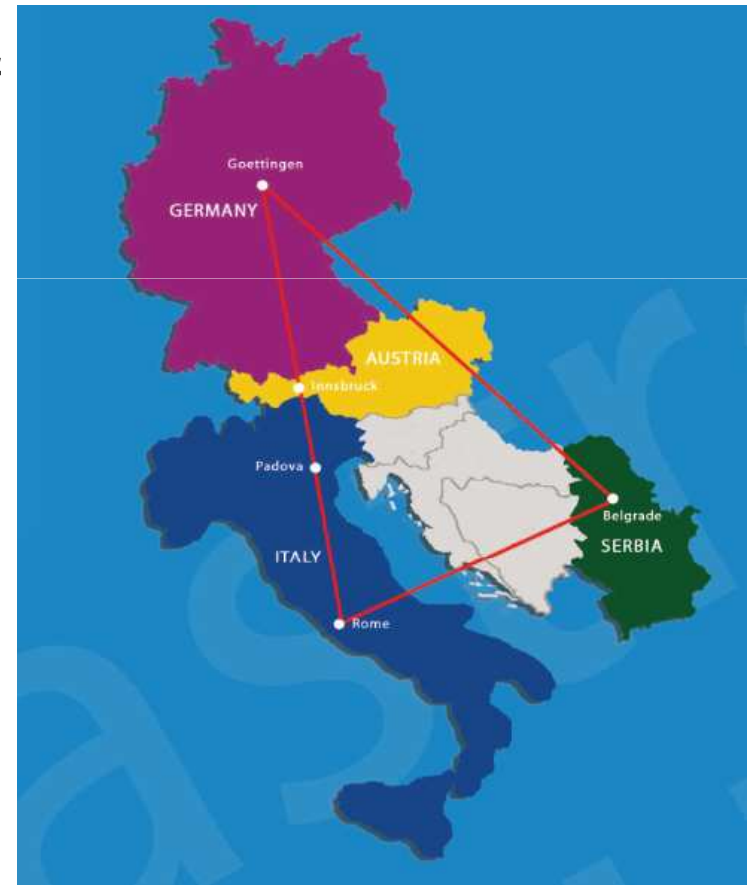 Goettingen
GERMANY
AUSTRIA
Innsbruck
Padova
Belgrade
ITALY
SERBIA
Rome